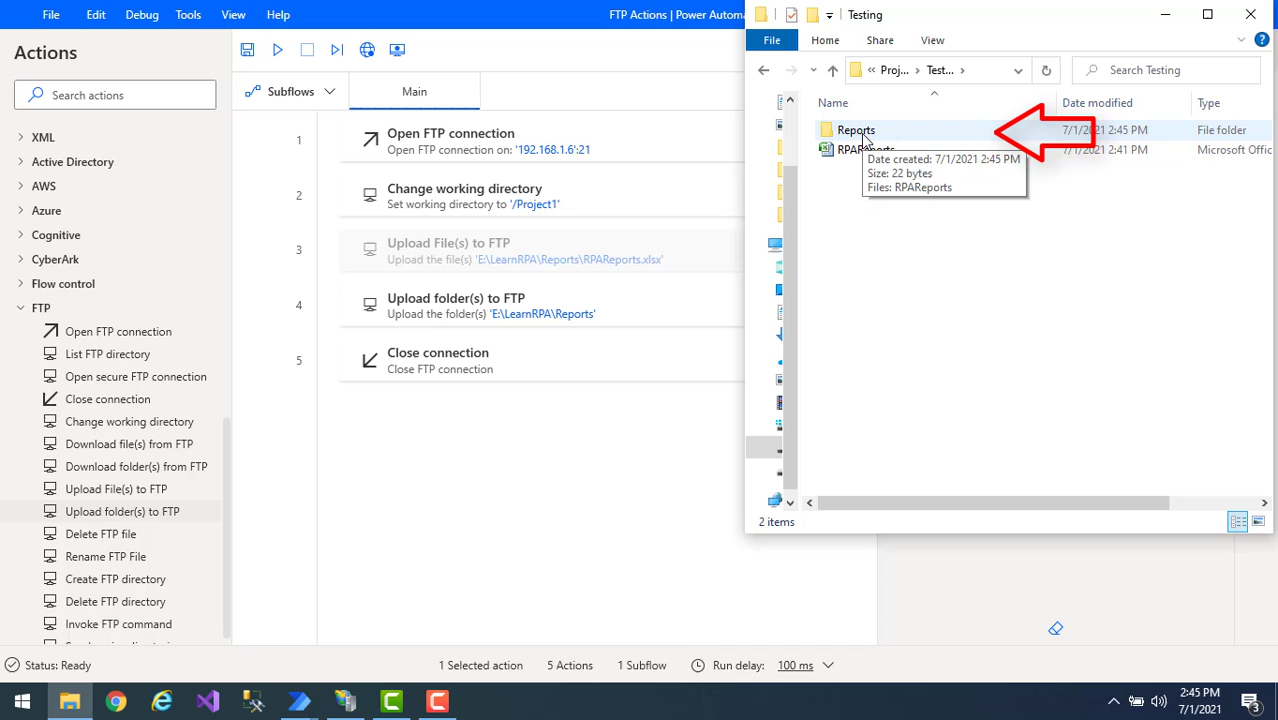 File Edit Debug Tools View Help FTP Actions | Power Automa
Actions
Search actions
XML
Active Directory
AWS
Azure
Cognitive
CyberArk
Flow control
FTP
Open FTP connection
List FTP directory
Open secure FTP connection
Close connection
Change working directory
Download file(s) from FTP
Download folder(s) from FTP
Upload File(s) to FTP
Upload folder(s) to FTP
Delete FTP file
Rename FTP File
Create FTP directory
Delete FTP directory
Invoke FTP command
Subflows Main
1 Open FTP connection
Open FTP connection on: '192.168.1.6':21
2 Change working directory
Set working directory to '/Project1'
3 Upload File(s) to FTP
Upload the file(s) 'E:\LearnRPA\Reports\RPAReports.xlsx'
4 Upload folder(s) to FTP
Upload the folder(s) 'E:\LearnRPA\Reports'
5 Close connection
Close FTP connection
Testing
File Home Share View
« Proj... › Test... › Search Testing
Name Date modified Type
Reports 7/1/2021 2:45 PM File folder
RPAReports 7/1/2021 2:41 PM Microsoft Offic
Date created: 7/1/2021 2:45 PM
Size: 22 bytes
Files: RPAReports
2 items
Status: Ready 1 Selected action 5 Actions 1 Subflow Run delay: 100 ms
2:45 PM
7/1/2021
3